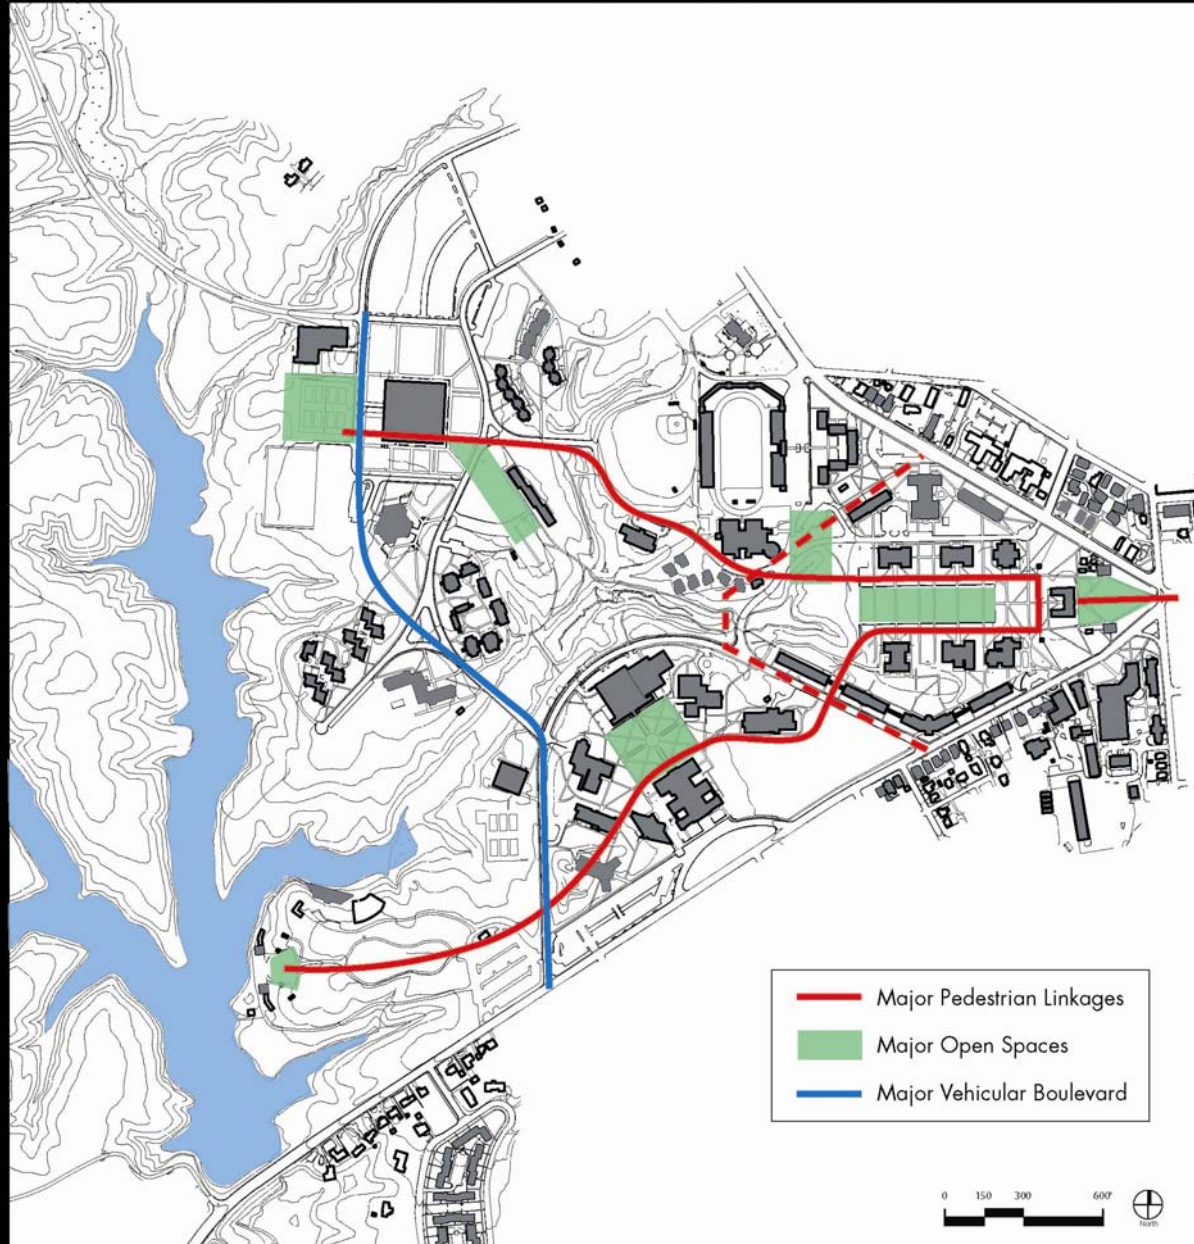 Major Pedestrian Linkages
Major Open Spaces
Major Vehicular Boulevard
0 150 300 600'
North